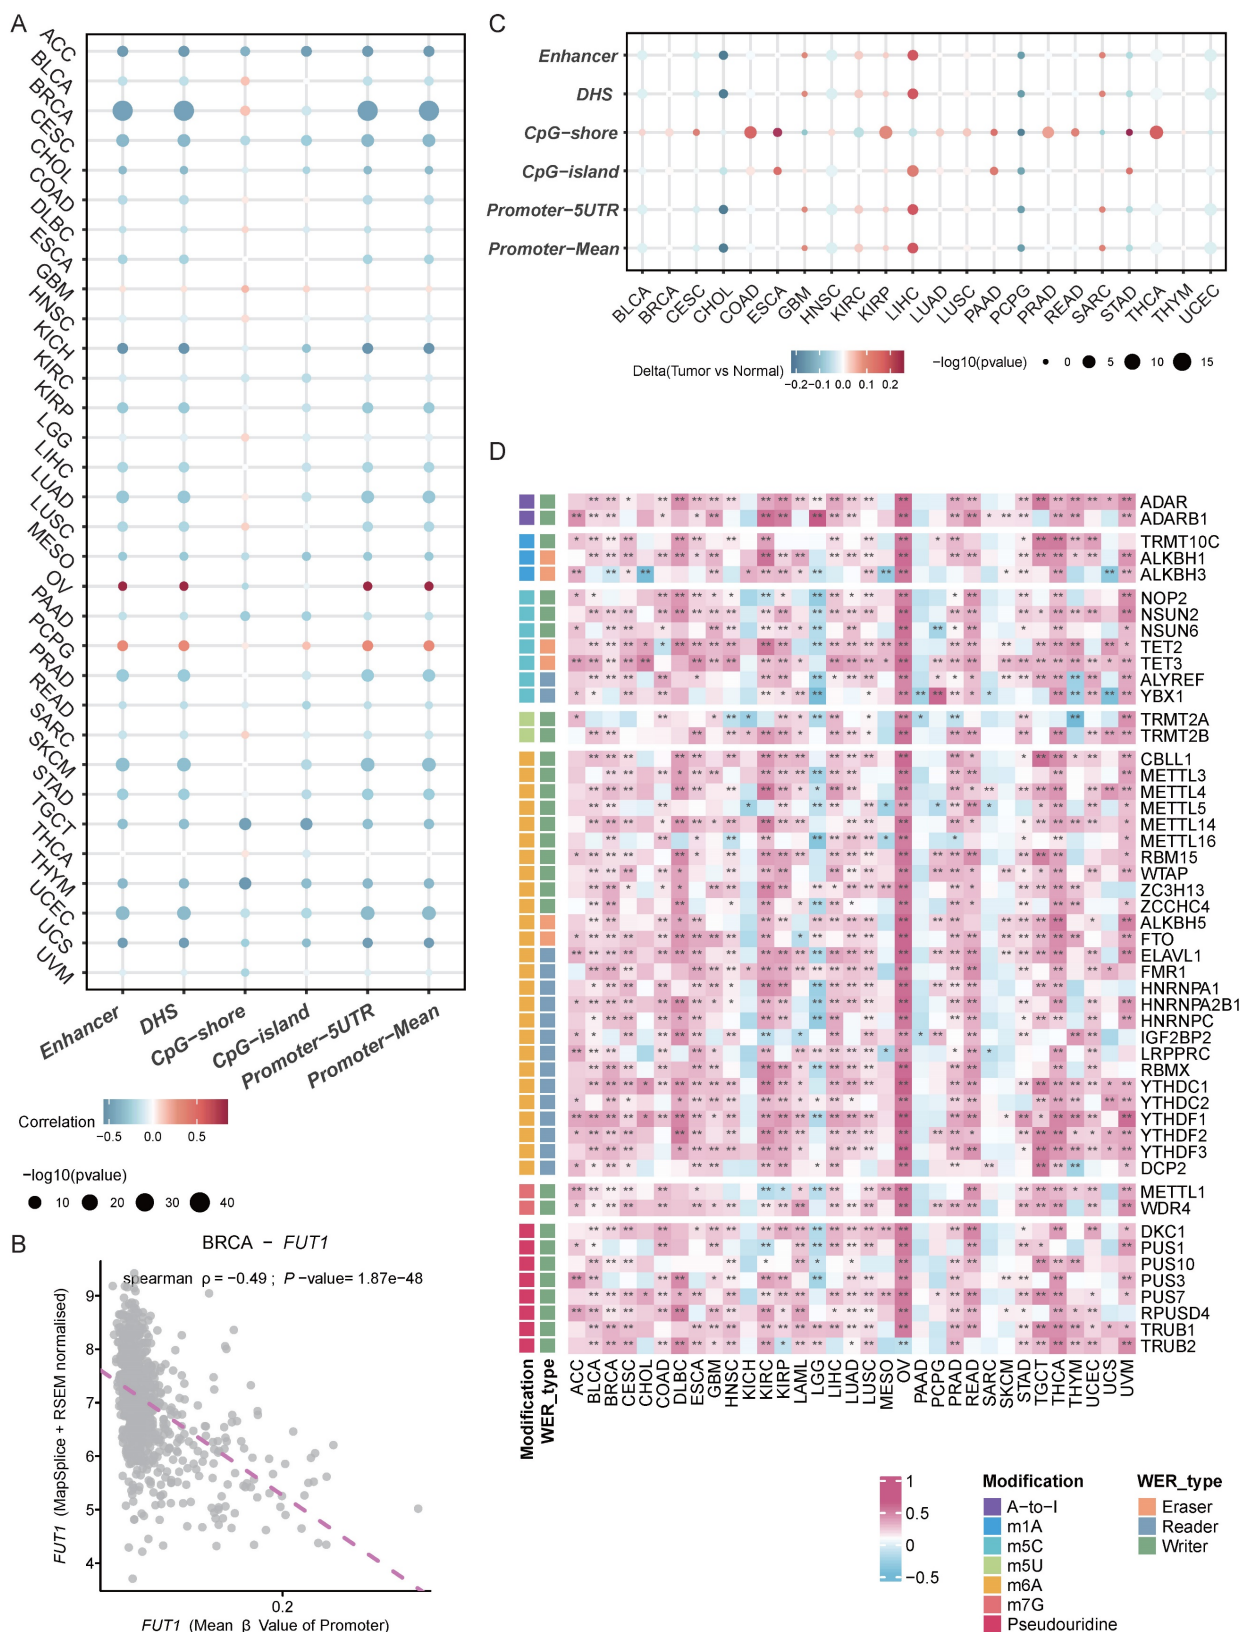 A
ACC
BLCA
BRCA
CESC
CHOL
COAD
DLBC
ESCA
GBM
HNSC
KICH
KIRC
KIRP
LGG
LIHC
LUAD
LUSC
MESO
OV
PAAD
PCPG
PRAD
READ
SARC
SKCM
STAD
TGCT
THCA
THYM
UCEC
UCS
UVM
Enhancer
DHS
CpG−shore
CpG−island
Promoter−5UTR
Promoter−Mean
Correlation
−0.5 0.0 0.5
−log10(pvalue)
10 20 30 40
B
BRCA − FUT1
spearman ρ = −0.49 ; P −value= 1.87e−48
FUT1 (MapSplice + RSEM normalised)
9
8
7
6
5
4
0.2
FUT1 (Mean β Value of Promoter)
C
Enhancer
DHS
CpG−shore
CpG−island
Promoter−5UTR
Promoter−Mean
BLCA
BRCA
CESC
CHOL
COAD
ESCA
GBM
HNSC
KIRC
KIRP
LIHC
LUAD
LUSC
PAAD
PCPG
PRAD
READ
SARC
STAD
THCA
THYM
UCEC
Delta(Tumor vs Normal)
−0.2−0.1 0.0 0.1 0.2
−log10(pvalue) 0 5 10 15
D
ADAR
ADARB1
TRMT10C
ALKBH1
ALKBH3
NOP2
NSUN2
NSUN6
TET2
TET3
ALYREF
YBX1
TRMT2A
TRMT2B
CBLL1
METTL3
METTL4
METTL5
METTL14
METTL16
RBM15
WTAP
ZC3H13
ZCCHC4
ALKBH5
FTO
ELAVL1
FMR1
HNRNPA1
HNRNPA2B1
HNRNPC
IGF2BP2
LRPPRC
RBMX
YTHDC1
YTHDC2
YTHDF1
YTHDF2
YTHDF3
DCP2
METTL1
WDR4
DKC1
PUS1
PUS10
PUS3
PUS7
RPUSD4
TRUB1
TRUB2
Modification
WER_type
ACC
BLCA
BRCA
CESC
CHOL
COAD
DLBC
ESCA
GBM
HNSC
KICH
KIRC
KIRP
LAML
LGG
LIHC
LUAD
LUSC
MESO
OV
PAAD
PCPG
PRAD
READ
SARC
SKCM
STAD
TGCT
THCA
THYM
UCEC
UCS
UVM
1
0.5
0
−0.5
Modification
A−to−I
m1A
m5C
m5U
m6A
m7G
Pseudouridine
WER_type
Eraser
Reader
Writer